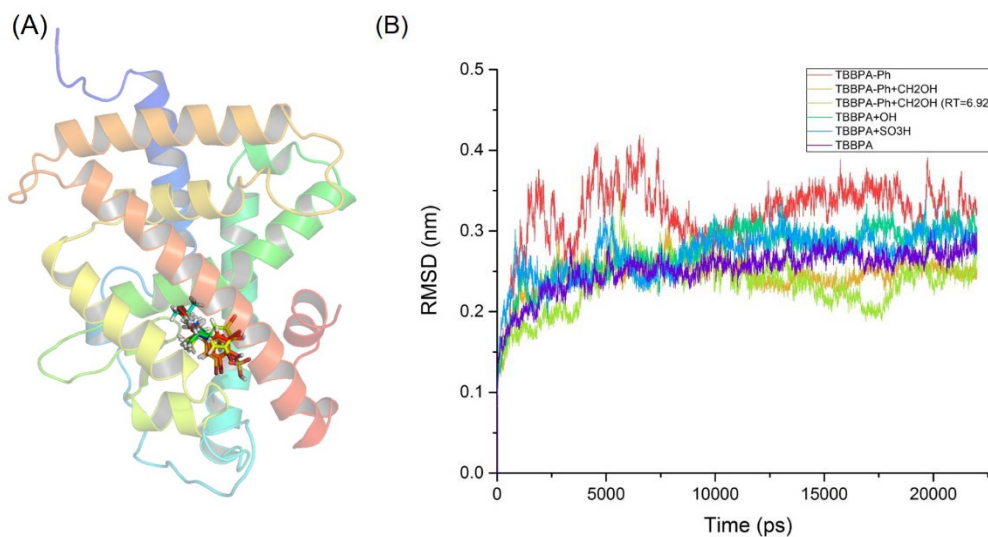 (A)
(B)
0.5
0.4
0.3
0.2
0.1
0.0
RMSD (nm)
TBBPA-Ph
TBBPA-Ph+CH2OH
TBBPA-Ph+CH2OH (RT=6.92
TBBPA+OH
TBBPA+SO3H
TBBPA
0
5000
10000
15000
20000
Time (ps)